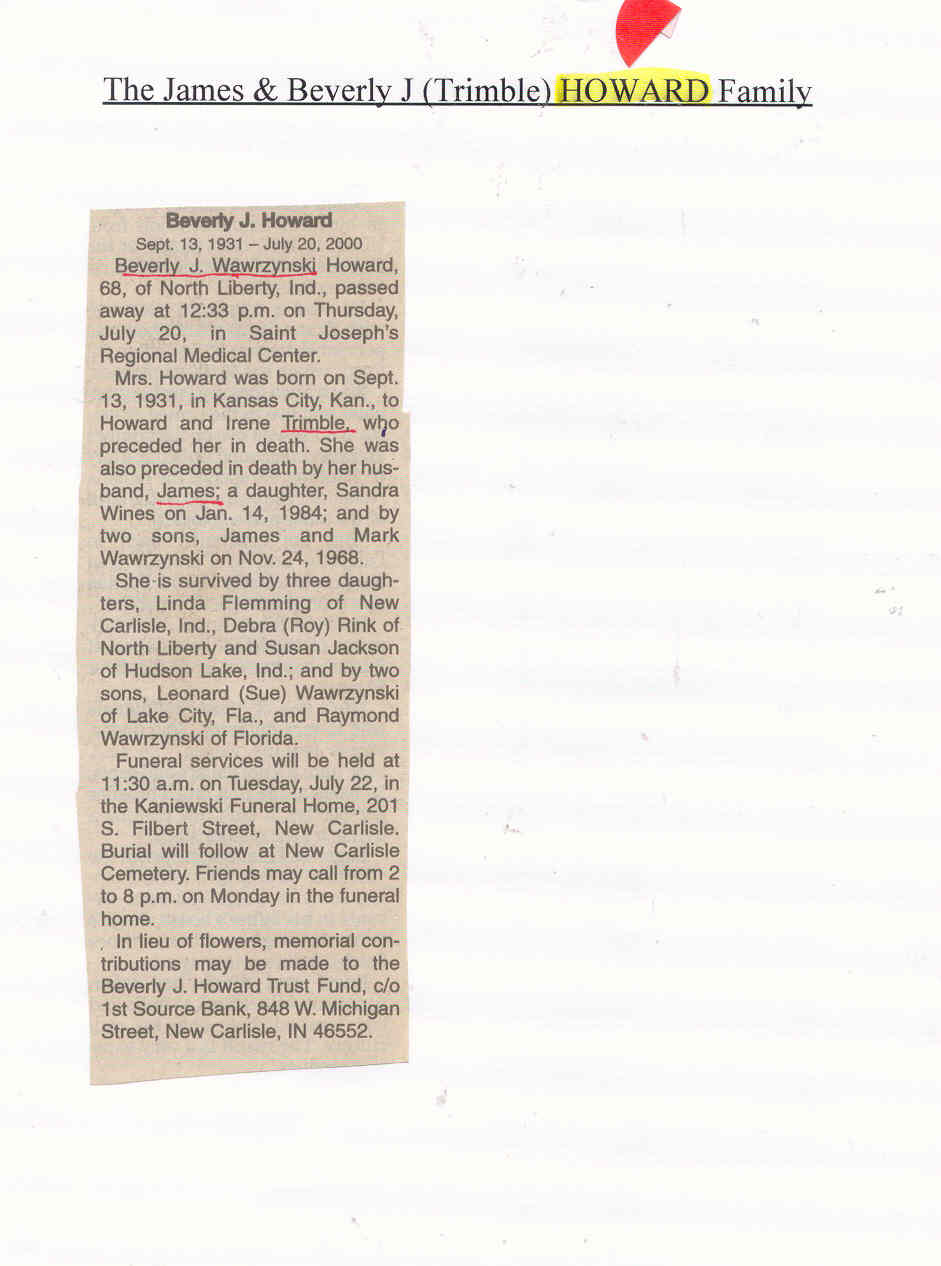 The James & Beverly J (Trimble) HOWARD Family
Beverly J. Howard
Sept. 13, 1931 – July 20, 2000
Beverly J. Wawrzynski Howard,
68, of North Liberty, Ind., passed
away at 12:33 p.m. on Thursday,
July 20, in Saint Joseph's
Regional Medical Center.
Mrs. Howard was born on Sept.
13, 1931, in Kansas City, Kan., to
Howard and Irene Trimble, who
preceded her in death. She was
also preceded in death by her hus-
band, James; a daughter, Sandra
Wines on Jan. 14, 1984; and by
two sons, James and Mark
Wawrzynski on Nov. 24, 1968.
She is survived by three daugh-
ters, Linda Flemming of New
Carlisle, Ind., Debra (Roy) Rink of
North Liberty and Susan Jackson
of Hudson Lake, Ind.; and by two
sons, Leonard (Sue) Wawrzynski
of Lake City, Fla., and Raymond
Wawrzynski of Florida.
Funeral services will be held at
11:30 a.m. on Tuesday, July 22, in
the Kaniewski Funeral Home, 201
S. Filbert Street, New Carlisle.
Burial will follow at New Carlisle
Cemetery. Friends may call from 2
to 8 p.m. on Monday in the funeral
home.
In lieu of flowers, memorial con-
tributions may be made to the
Beverly J. Howard Trust Fund, c/o
1st Source Bank, 848 W. Michigan
Street, New Carlisle, IN 46552.